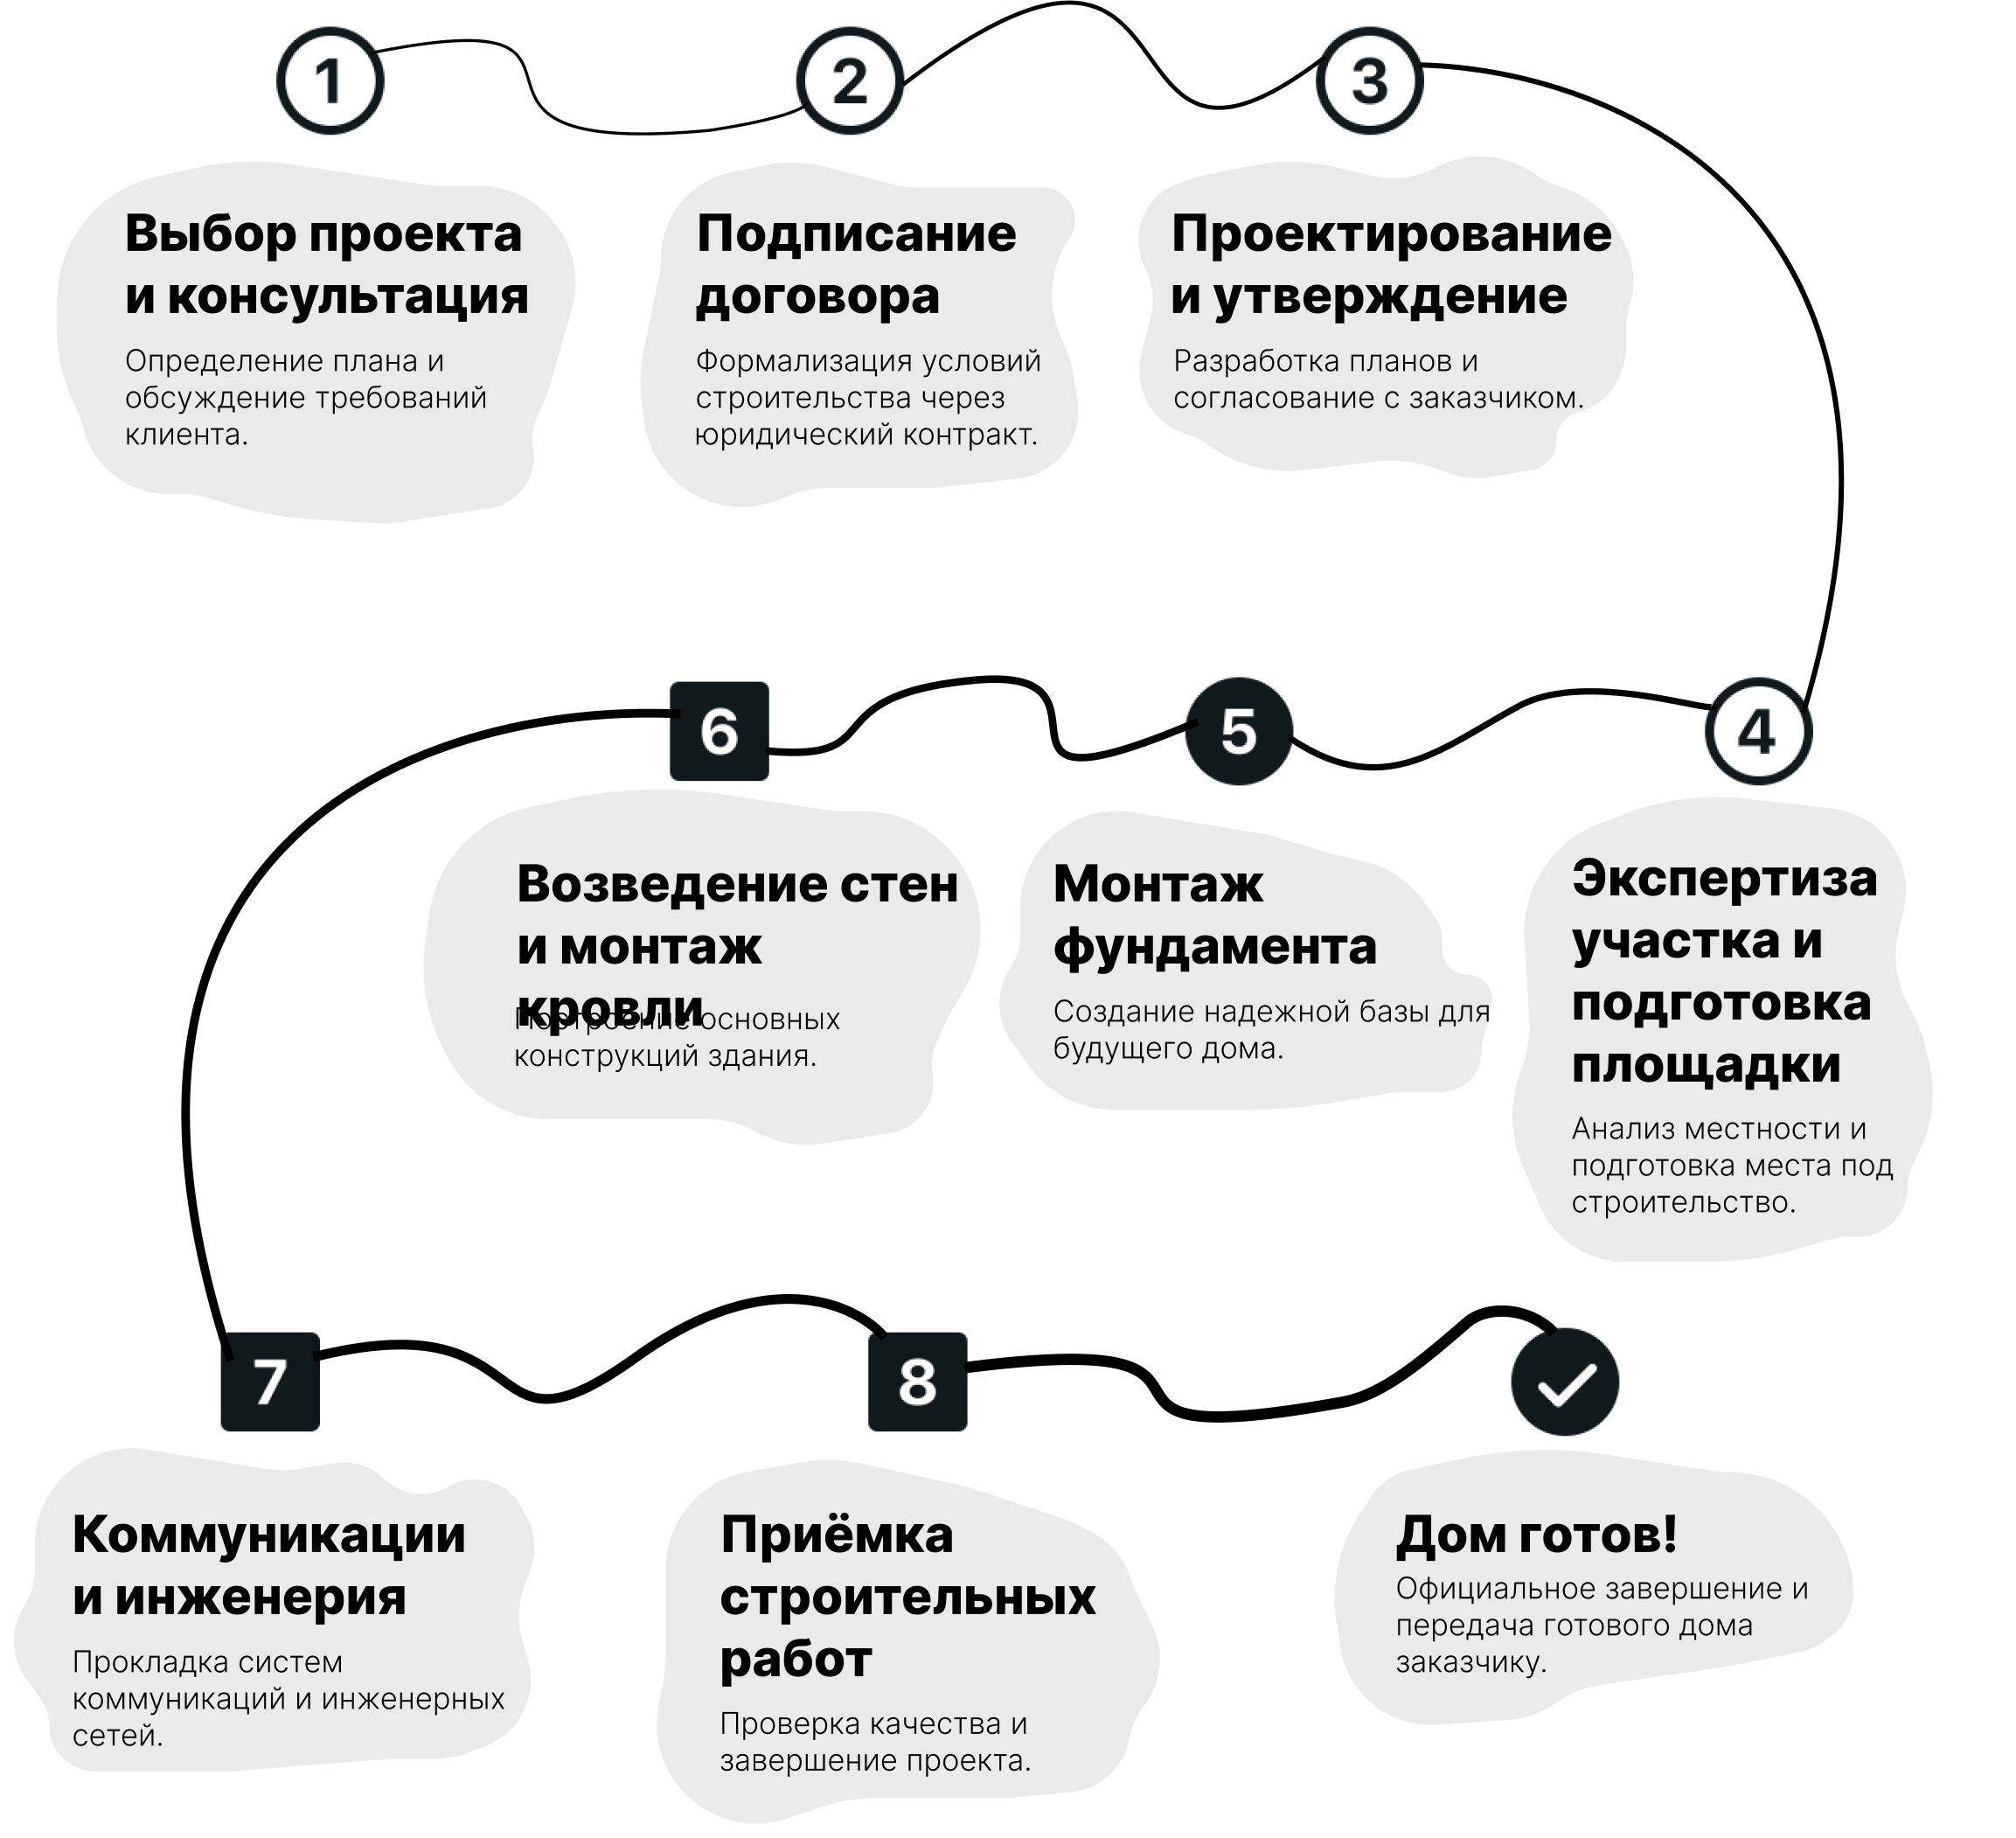 1
Выбор проекта
и консультация
Определение плана и
обсуждение требований
клиента.
2
Подписание
договора
Формализация условий
строительства через
юридический контракт.
3
Проектирование
и утверждение
Разработка планов и
согласование с заказчиком.
4
Экспертиза
участка и
подготовка
площадки
Анализ местности и
подготовка места под
строительство.
5
Монтаж
фундамента
Создание надежной базы для
будущего дома.
6
Возведение стен
и монтаж
кровли
Построение основных
конструкций здания.
7
Коммуникации
и инженерия
Прокладка систем
коммуникаций и инженерных
сетей.
8
Приёмка
строительных
работ
Проверка качества и
завершение проекта.
Дом готов!
Официальное завершение и
передача готового дома
заказчику.